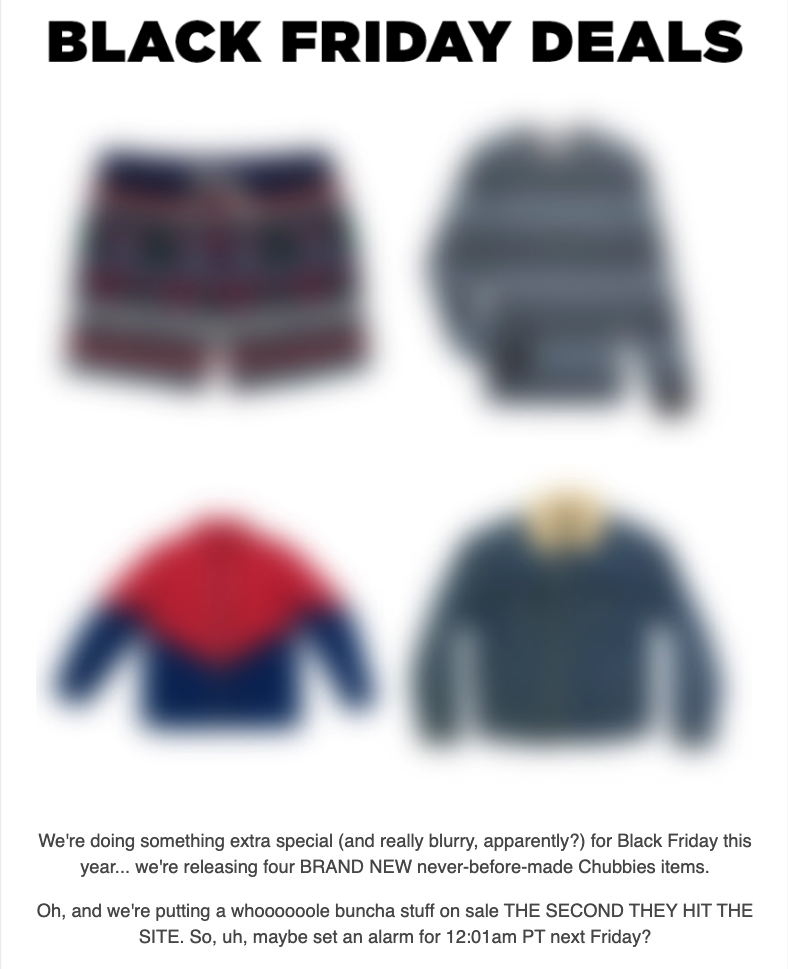 BLACK FRIDAY DEALS
We're doing something extra special (and really blurry, apparently?) for Black Friday this
year... we're releasing four BRAND NEW never-before-made Chubbies items.
Oh, and we're putting a whoooooole buncha stuff on sale THE SECOND THEY HIT THE
SITE. So, uh, maybe set an alarm for 12:01am PT next Friday?